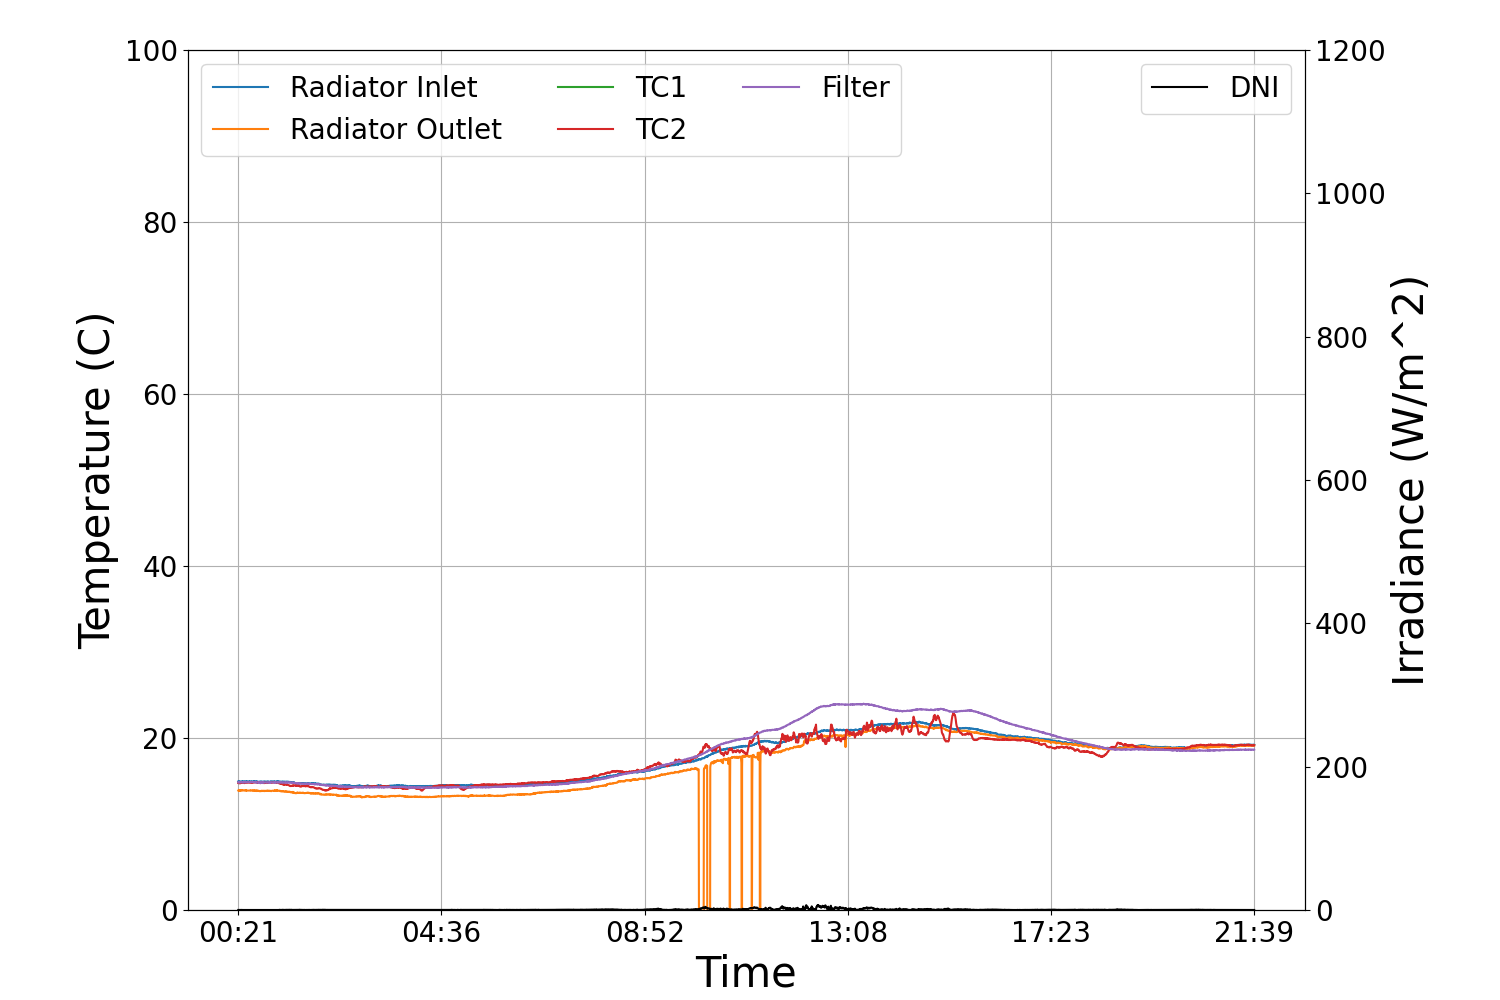 100
80
60
40
20
0
Temperature (C)
Radiator Inlet
Radiator Outlet
TC1
TC2
Filter
DNI
1200
1000
800
600
400
200
0
Irradiance (W/m^2)
00:21
04:36
08:52
13:08
17:23
21:39
Time